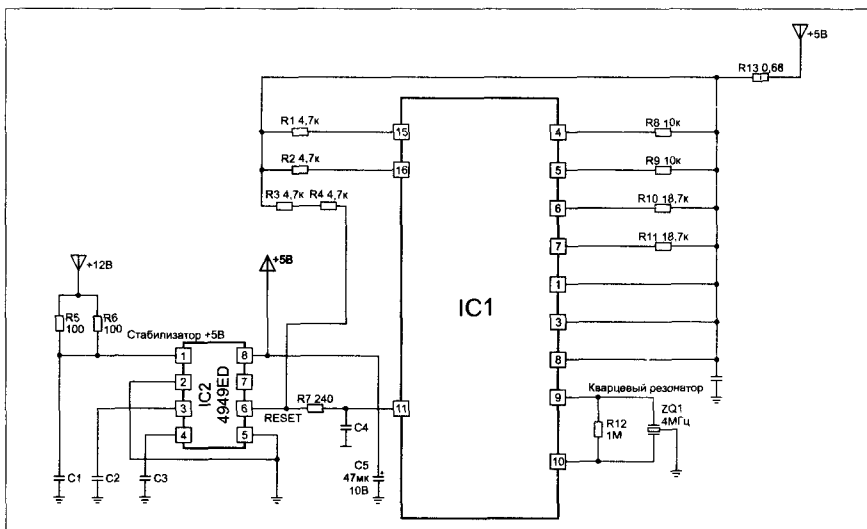 +5В
R13 0,68
R1 4,7к
15
4
R8 10к
R2 4,7к
16
5
R9 10к
R3 4,7к
R4 4,7к
6
R10 18,7к
7
R11 18,7к
+12В
+5В
1
IC1
R5
100
R6
100
Стабилизатор +5В
3
1
8
8
2
7
IC2
4949ED
Кварцевый резонатор
9
3
6
RESET
R7 240
11
R12
1М
ZQ1
4МГц
4
5
C4
10
C1
C2
C3
C5
47мк
10В
+